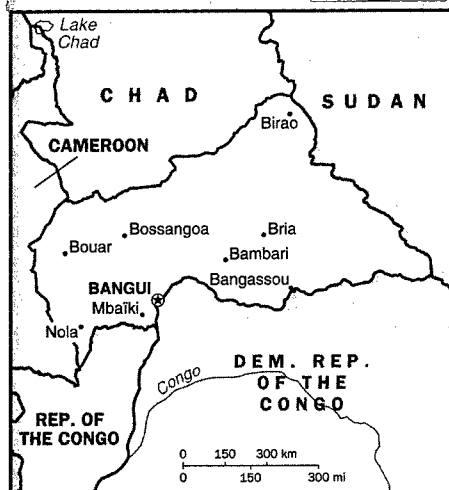 Lake
Chad
CHAD
SUDAN
Birao
CAMEROON
Bossangoa
Bria
Bouar
Bambari
BANGUI
Bangassou
Mbaïki
Nola
DEM. REP.
OF THE
CONGO
Congo
REP. OF
THE CONGO
0 150 300 km
0 150 300 mi